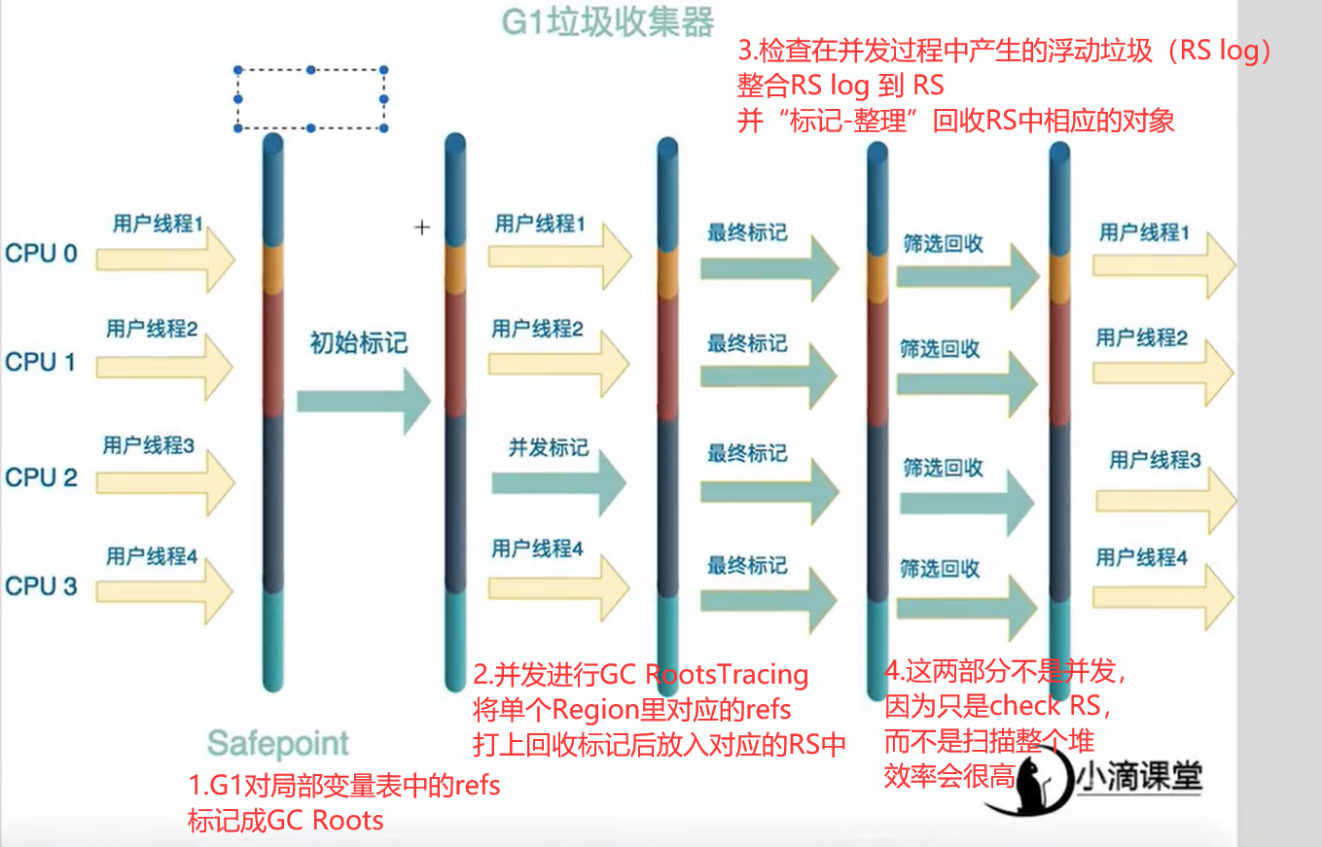 G1垃圾收集器
3.检查在并发过程中产生的浮动垃圾（RS log）
整合RS log 到 RS
并“标记-整理”回收RS中相应的对象
CPU 0
用户线程1
用户线程1
最终标记
筛选回收
用户线程1
CPU 1
用户线程2
初始标记
用户线程2
最终标记
筛选回收
用户线程2
CPU 2
用户线程3
并发标记
最终标记
筛选回收
用户线程3
CPU 3
用户线程4
用户线程4
最终标记
筛选回收
用户线程4
Safepoint
1.G1对局部变量表中的refs
标记成GC Roots
2.并发进行GC RootsTracing
将单个Region里对应的refs
打上回收标记后放入对应的RS中
4.这两部分不是并发，
因为只是check RS，
而不是扫描整个堆
效率会很高
小滴课堂